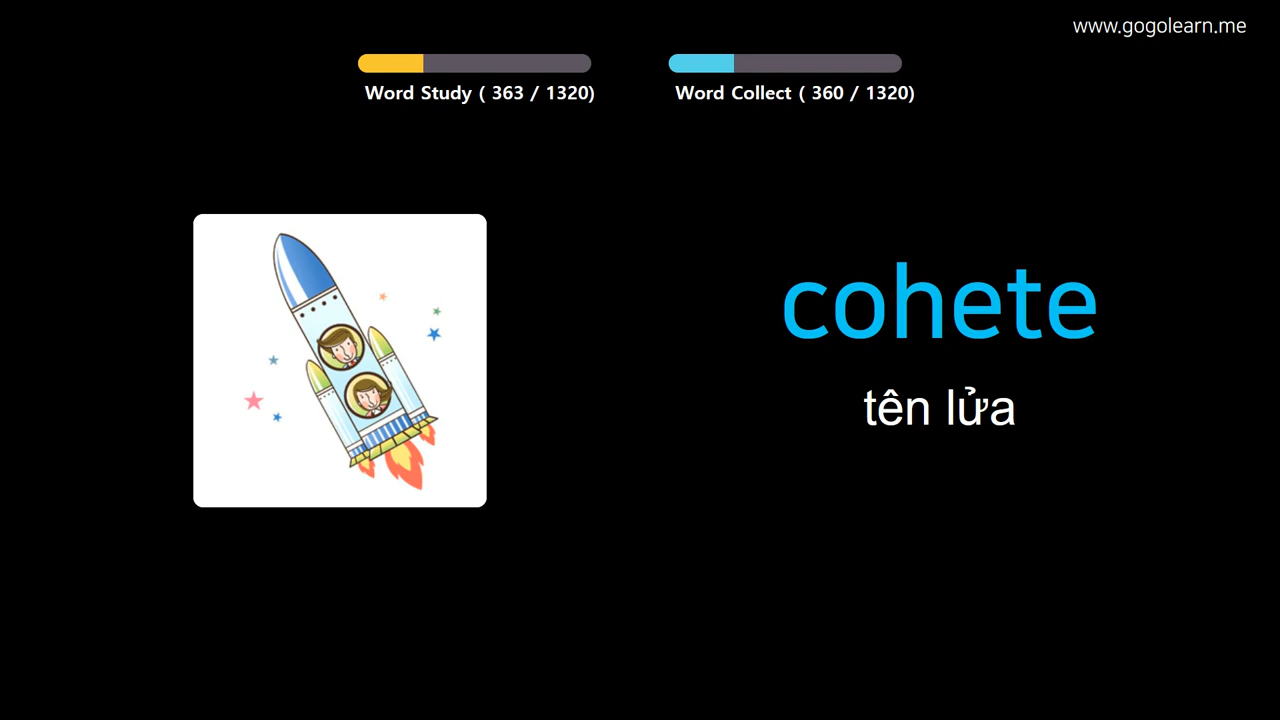 www.gogolearn.me
Word Study ( 363 / 1320)
Word Collect ( 360 / 1320)
cohete
tên lửa